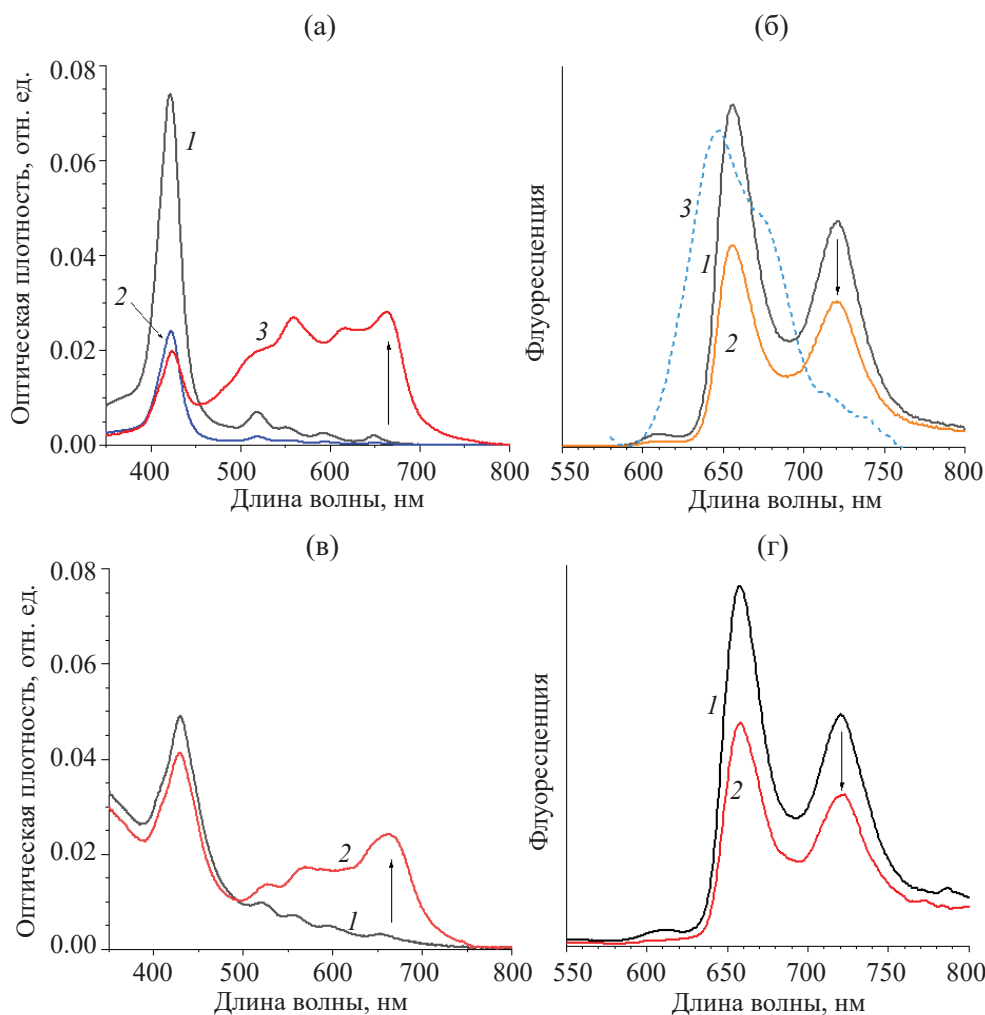 (а)
Оптическая плотность, отн. ед.
0.08
0.06
0.04
0.02
0.00
1
2
3
400 500 600 700 800
Длина волны, нм
(б)
Флуоресценция
3
1
2
550 600 650 700 750 800
Длина волны, нм
(в)
Оптическая плотность, отн. ед.
0.08
0.06
0.04
0.02
0.00
2
1
400 500 600 700 800
Длина волны, нм
(г)
Флуоресценция
1
2
550 600 650 700 750 800
Длина волны, нм